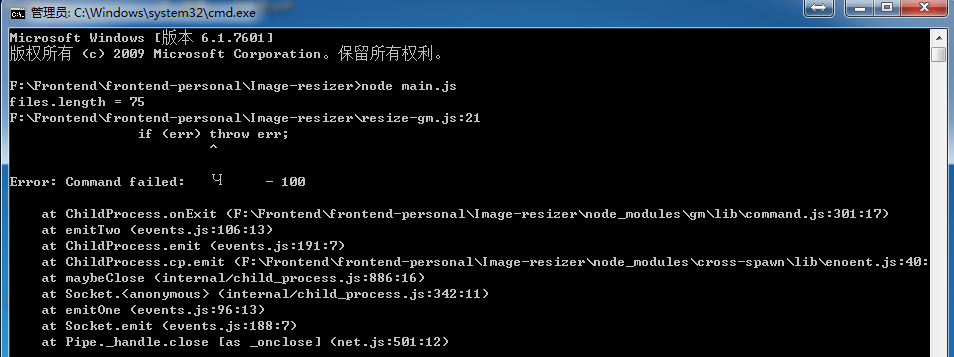 管理员: C:\Windows\system32\cmd.exe
Microsoft Windows [版本 6.1.7601]
版权所有 (c) 2009 Microsoft Corporation。保留所有权利。
F:\Frontend\frontend-personal\Image-resizer>node main.js
files.length = 75
F:\Frontend\frontend-personal\Image-resizer\resize-gm.js:21
if (err) throw err;
^
Error: Command failed: Ч - 100
at ChildProcess.onExit (F:\Frontend\frontend-personal\Image-resizer\node_modules\gm\lib\command.js:301:17)
at emitTwo (events.js:106:13)
at ChildProcess.emit (events.js:191:7)
at ChildProcess.cp.emit (F:\Frontend\frontend-personal\Image-resizer\node_modules\cross-spawn\lib\enoent.js:40:
at maybeClose (internal/child_process.js:886:16)
at Socket.<anonymous> (internal/child_process.js:342:11)
at emitOne (events.js:96:13)
at Socket.emit (events.js:188:7)
at Pipe._handle.close [as _onclose] (net.js:501:12)